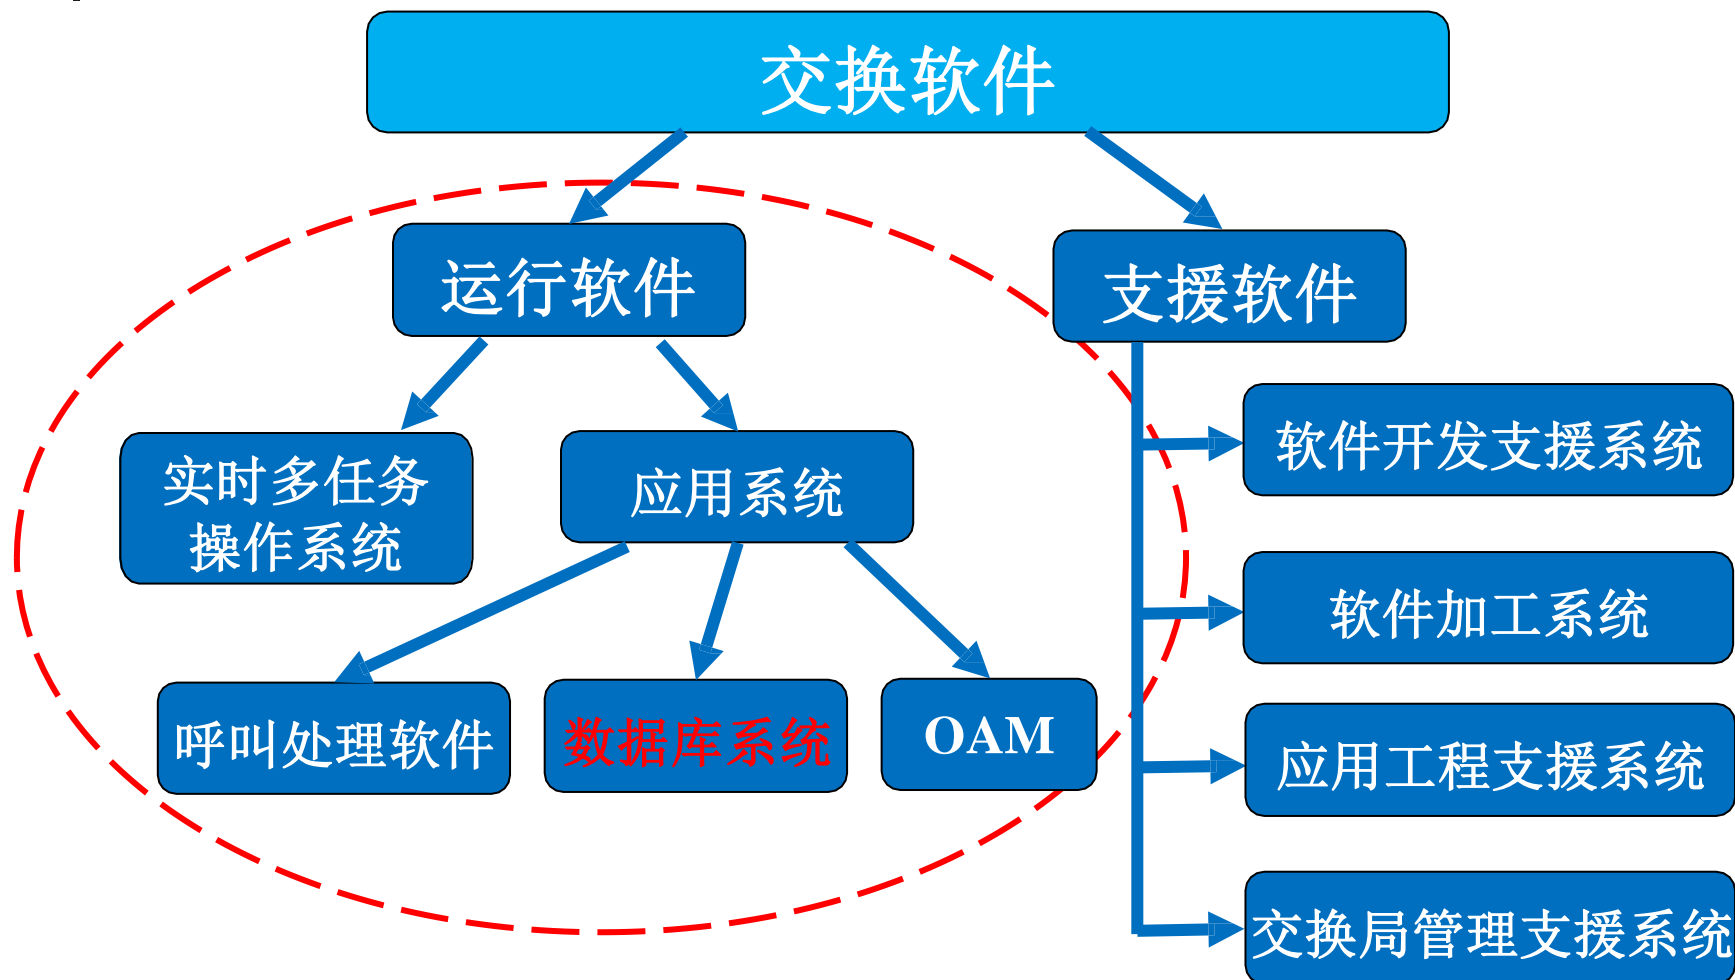 交换软件
运行软件
支援软件
实时多任务
操作系统
应用系统
软件开发支援系统
软件加工系统
呼叫处理软件
数据库系统
OAM
应用工程支援系统
交换局管理支援系统